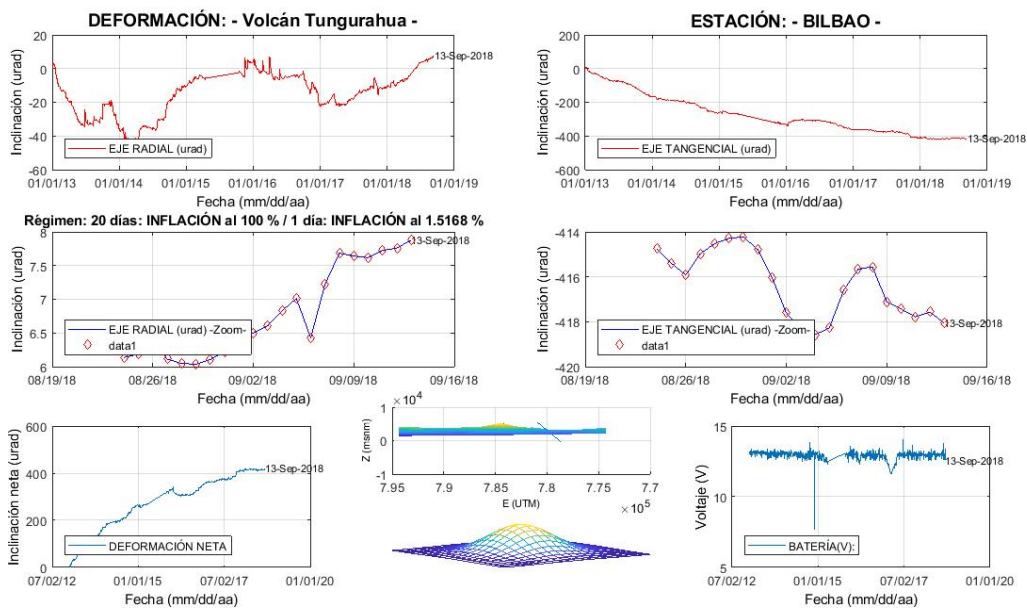 DEFORMACIÓN: - Volcán Tungurahua -
20
0
-20
-40
-60
Inclinación (urad)
13-Sep-2018
EJE RADIAL (urad)
01/01/13 01/01/14 01/01/15 01/01/16 01/01/17 01/01/18 01/01/19
Fecha (mm/dd/aa)
ESTACIÓN: - BILBAO -
200
0
-200
-400
-600
Inclinación (urad)
13-Sep-2018
EJE TANGENCIAL (urad)
01/01/13 01/01/14 01/01/15 01/01/16 01/01/17 01/01/18 01/01/19
Fecha (mm/dd/aa)
Régimen: 20 días: INFLACIÓN al 100 % / 1 día: INFLACIÓN al 1.5168 %
8
7.5
7
6.5
6
Inclinación (urad)
13-Sep-2018
EJE RADIAL (urad) -Zoom-
data1
08/19/18 08/26/18 09/02/18 09/09/18 09/16/18
Fecha (mm/dd/aa)
-414
-416
-418
-420
Inclinación (urad)
13-Sep-2018
EJE TANGENCIAL (urad) -Zoom-
data1
08/19/18 08/26/18 09/02/18 09/09/18 09/16/18
Fecha (mm/dd/aa)
600
400
200
0
Inclinación neta (urad)
13-Sep-2018
DEFORMACIÓN NETA
07/02/12 01/01/15 07/02/17 01/01/20
Fecha (mm/dd/aa)
× 10⁴
1
0
-1
Z (msnm)
7.95 7.9 7.85 7.8 7.75 7.7
E (UTM)
× 10⁵
15
10
5
Voltaje (V)
13-Sep-2018
BATERÍA(V):
07/02/12 01/01/15 07/02/17 01/01/20
Fecha (mm/dd/aa)